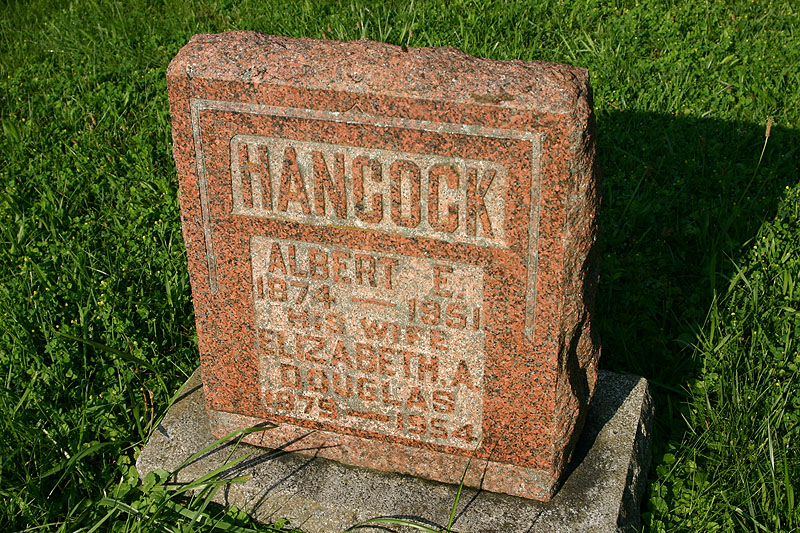 HANCOCK
ALBERT E.
1874 — 1951
HIS WIFE
ELIZABETH. A.
DOUGLAS
1879 — 1954